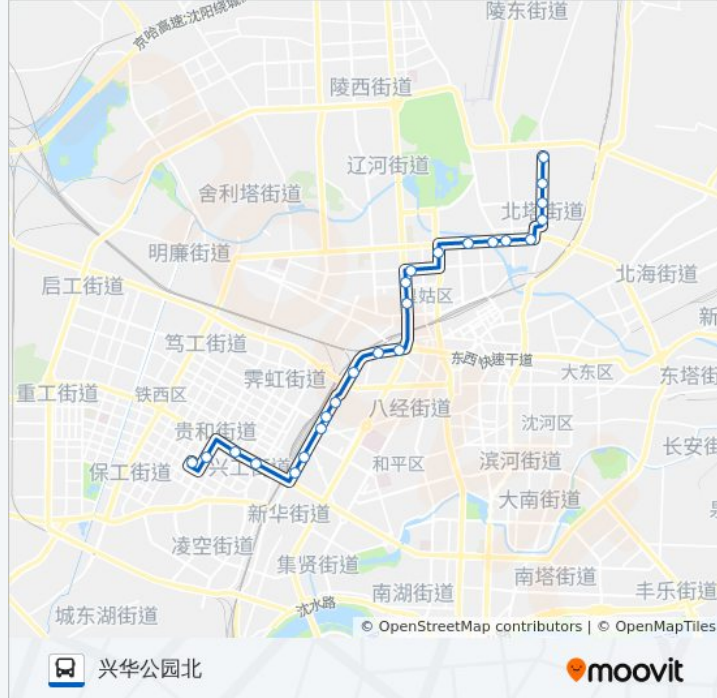 陵东街道
京哈高速;沈阳绕城
陵西街道
辽河街道
舍利塔街道
北塔街道
明廉街道
北海街道
启工街道
姑区
新
笃工街道
东西快速干道
霁虹街道
大东区
东塔街
重工街道
铁西区
八经街道
沈河区
贵和街道
长安街
保工街道
兴工街道
和平区
滨河街道
大南街道
新华街道
凌空街道
集贤街道
南塔街道
南湖街道
丰乐街道
沈水路
城东湖街道
© OpenStreetMap contributors | © OpenMapTiles
兴华公园北
moovit